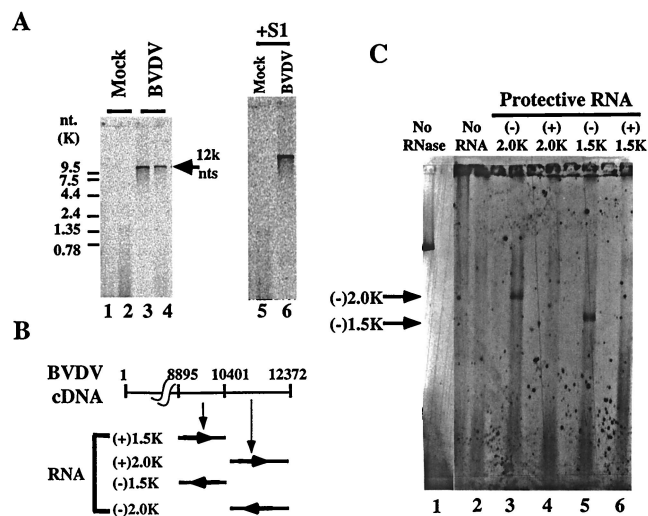 A
Mock
BVDV
nt.
(K)
9.5
7.5
4.4
2.4
1.35
0.78
12k
nts
1 2 3 4
+S1
Mock
BVDV
5 6
B
BVDV
cDNA
1 8895 10401 12372
RNA
(+)1.5K
(+)2.0K
(-)1.5K
(-)2.0K
C
Protective RNA
No No (-) (+) (-) (+)
RNase RNA 2.0K 2.0K 1.5K 1.5K
(-)2.0K
(-)1.5K
1 2 3 4 5 6